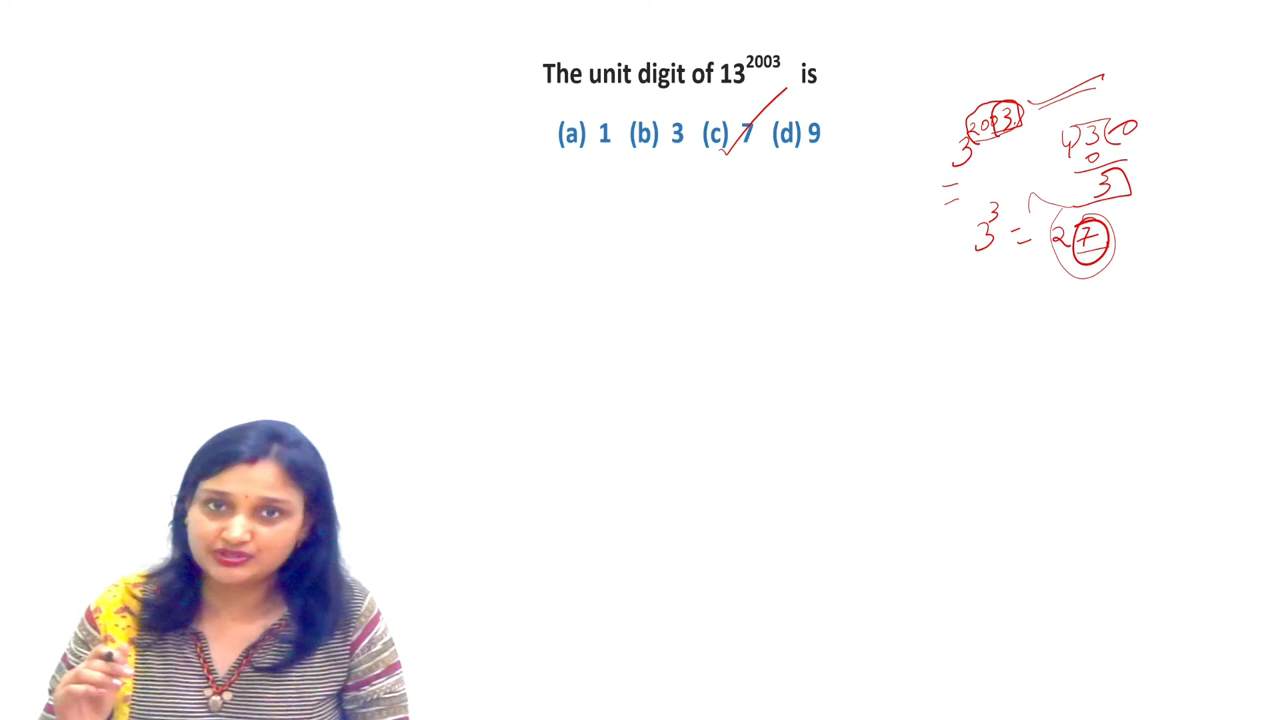 The unit digit of 13^2003 is
(a) 1 (b) 3 (c) 7 (d) 9
3^2003
=
3^3 = 27
4)3(0
0
3